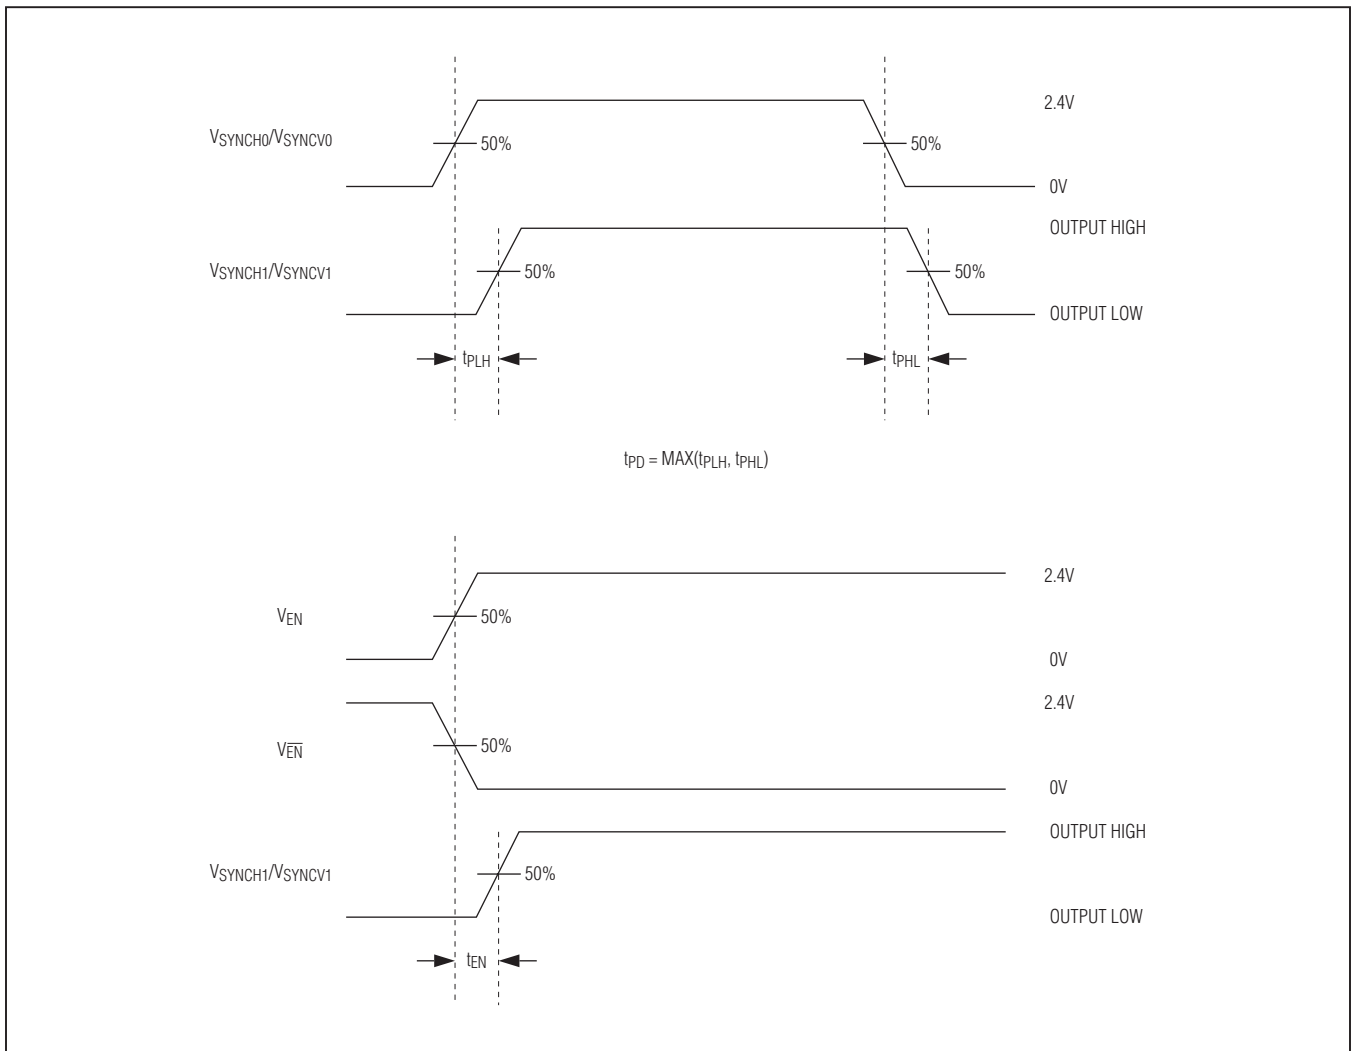 2.4V
VSYNCH0/VSYNCV0
50%
50%
0V
OUTPUT HIGH
VSYNCH1/VSYNCV1
50%
50%
OUTPUT LOW
tPLH
tPHL
tPD = MAX(tPLH, tPHL)
2.4V
VEN
50%
0V
2.4V
VE̅N̅
50%
0V
OUTPUT HIGH
VSYNCH1/VSYNCV1
50%
OUTPUT LOW
tEN